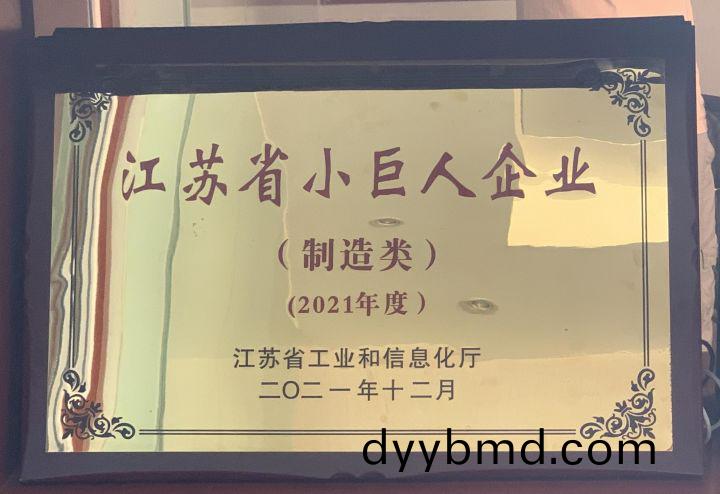 江苏省小巨人企业
（制造类）
(2021年度）
江苏省工业和信息化厅
二〇二一年十二月
dyybmd.com